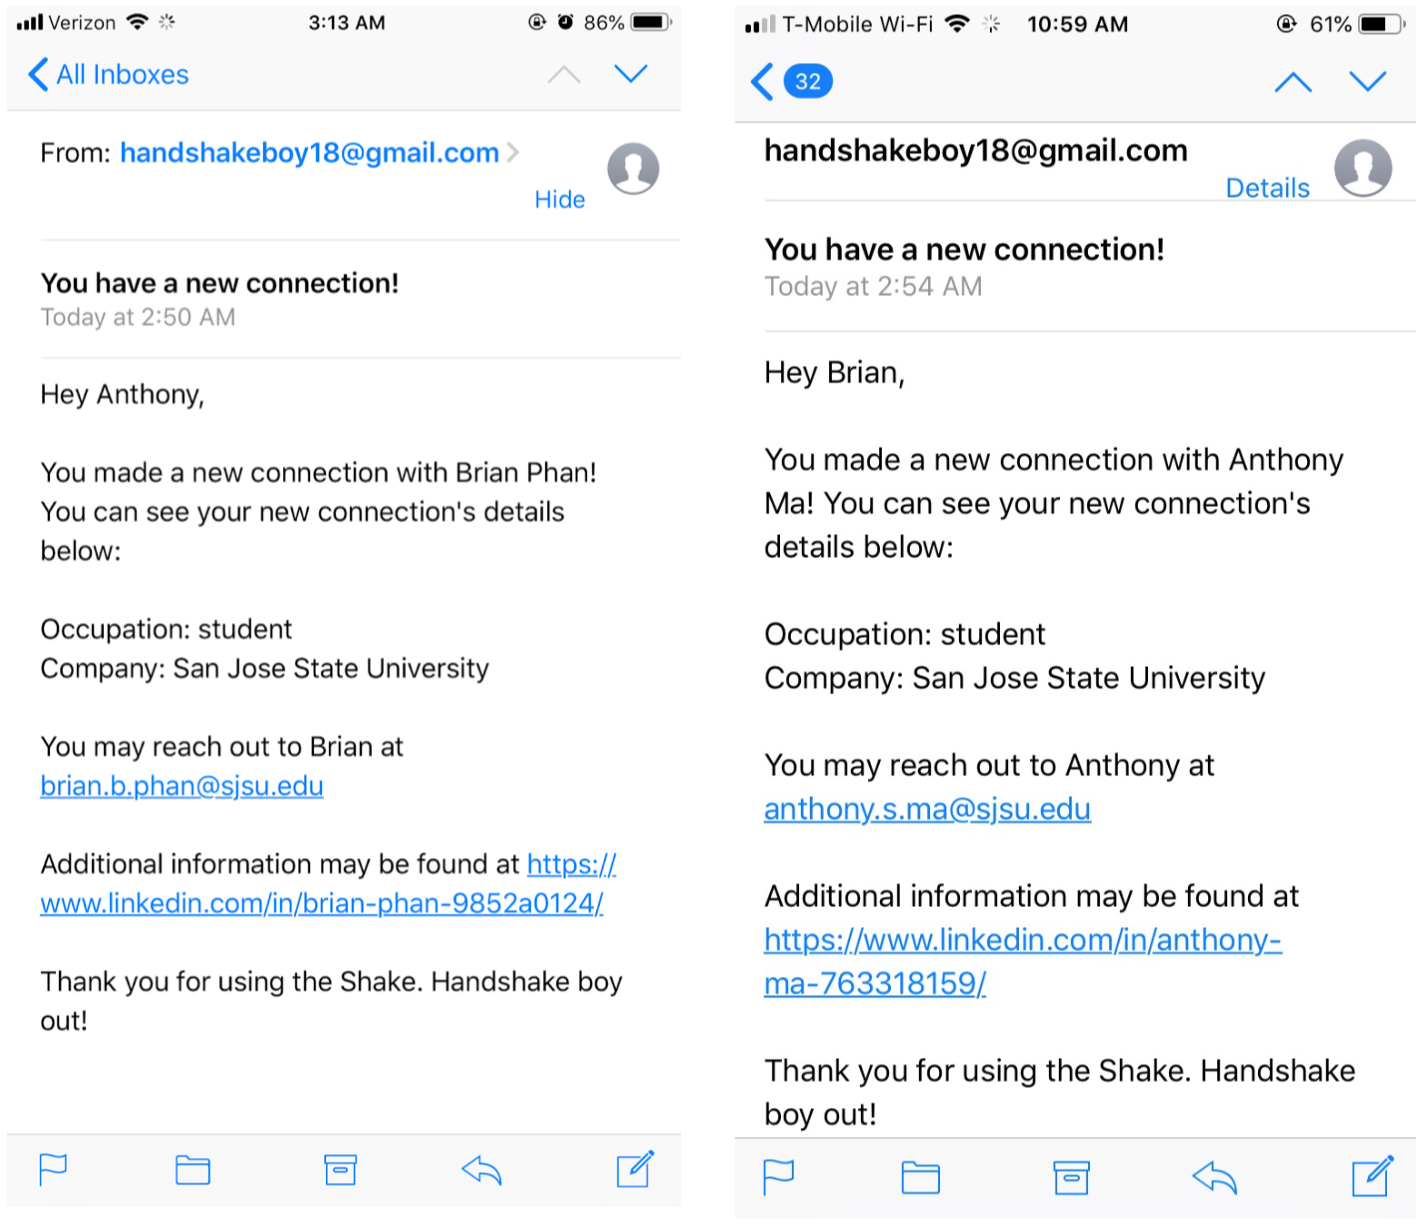 Verizon 3:13 AM 86%
All Inboxes
From: handshakeboy18@gmail.com
Hide
You have a new connection!
Today at 2:50 AM
Hey Anthony,
You made a new connection with Brian Phan!
You can see your new connection's details
below:
Occupation: student
Company: San Jose State University
You may reach out to Brian at
brian.b.phan@sjsu.edu
Additional information may be found at https://
www.linkedin.com/in/brian-phan-9852a0124/
Thank you for using the Shake. Handshake boy
out!
T-Mobile Wi-Fi 10:59 AM 61%
32
handshakeboy18@gmail.com
Details
You have a new connection!
Today at 2:54 AM
Hey Brian,
You made a new connection with Anthony
Ma! You can see your new connection's
details below:
Occupation: student
Company: San Jose State University
You may reach out to Anthony at
anthony.s.ma@sjsu.edu
Additional information may be found at
https://www.linkedin.com/in/anthony-
ma-763318159/
Thank you for using the Shake. Handshake
boy out!